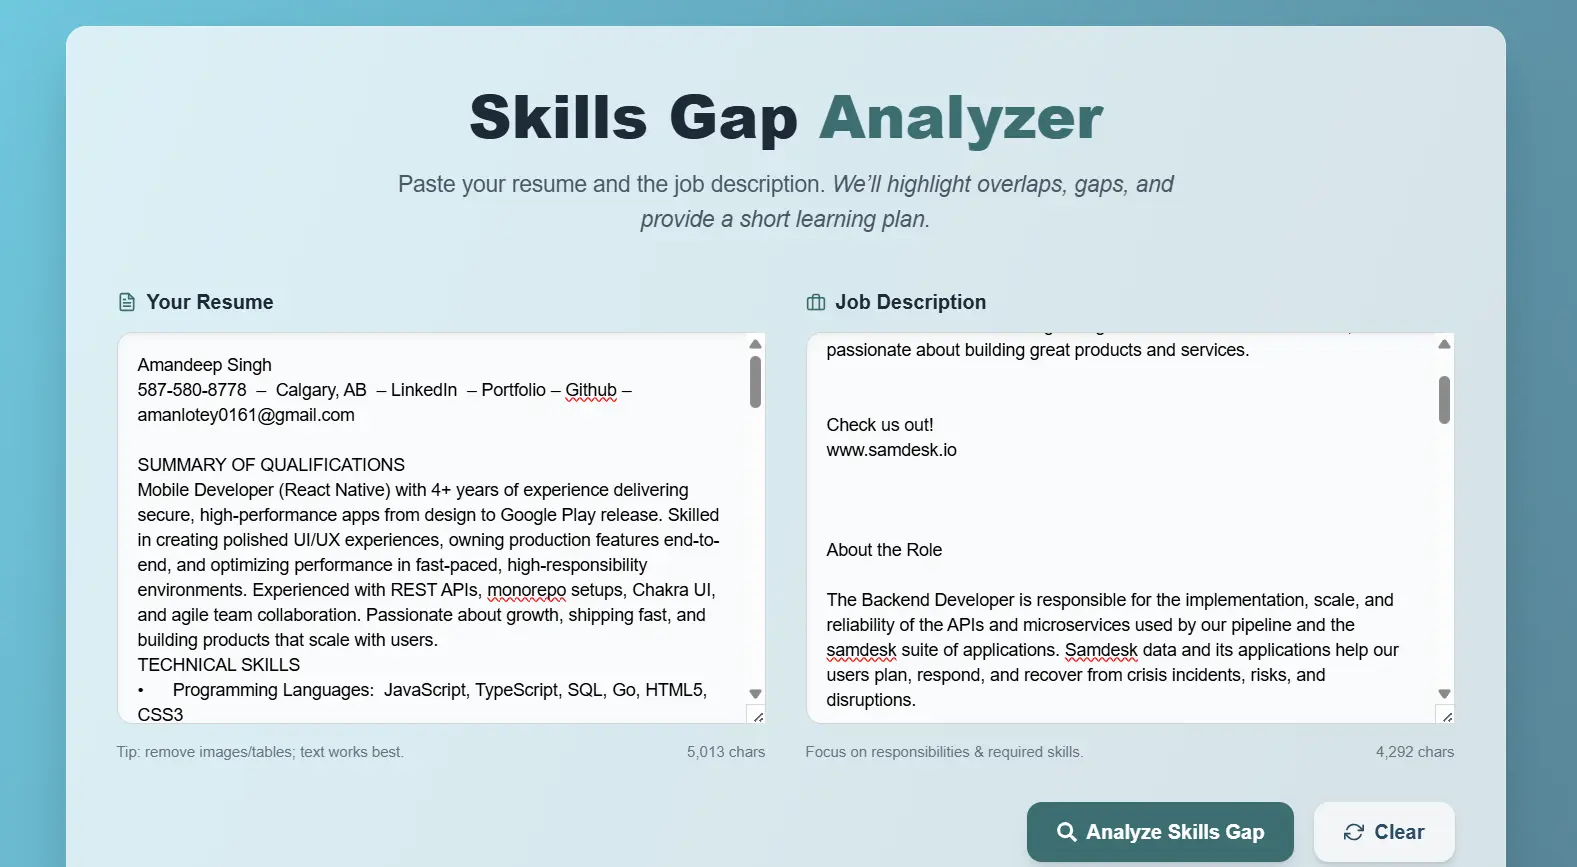 Skills Gap Analyzer
Paste your resume and the job description. We’ll highlight overlaps, gaps, and
provide a short learning plan.
Your Resume
Amandeep Singh
587-580-8778 – Calgary, AB – LinkedIn – Portfolio – Github –
amanlotey0161@gmail.com
SUMMARY OF QUALIFICATIONS
Mobile Developer (React Native) with 4+ years of experience delivering
secure, high-performance apps from design to Google Play release. Skilled
in creating polished UI/UX experiences, owning production features end-to-
end, and optimizing performance in fast-paced, high-responsibility
environments. Experienced with REST APIs, monorepo setups, Chakra UI,
and agile team collaboration. Passionate about growth, shipping fast, and
building products that scale with users.
TECHNICAL SKILLS
• Programming Languages: JavaScript, TypeScript, SQL, Go, HTML5,
CSS3
Tip: remove images/tables; text works best.
5,013 chars
Job Description
passionate about building great products and services.
Check us out!
www.samdesk.io
About the Role
The Backend Developer is responsible for the implementation, scale, and
reliability of the APIs and microservices used by our pipeline and the
samdesk suite of applications. Samdesk data and its applications help our
users plan, respond, and recover from crisis incidents, risks, and
disruptions.
Focus on responsibilities & required skills.
4,292 chars
Analyze Skills Gap
Clear